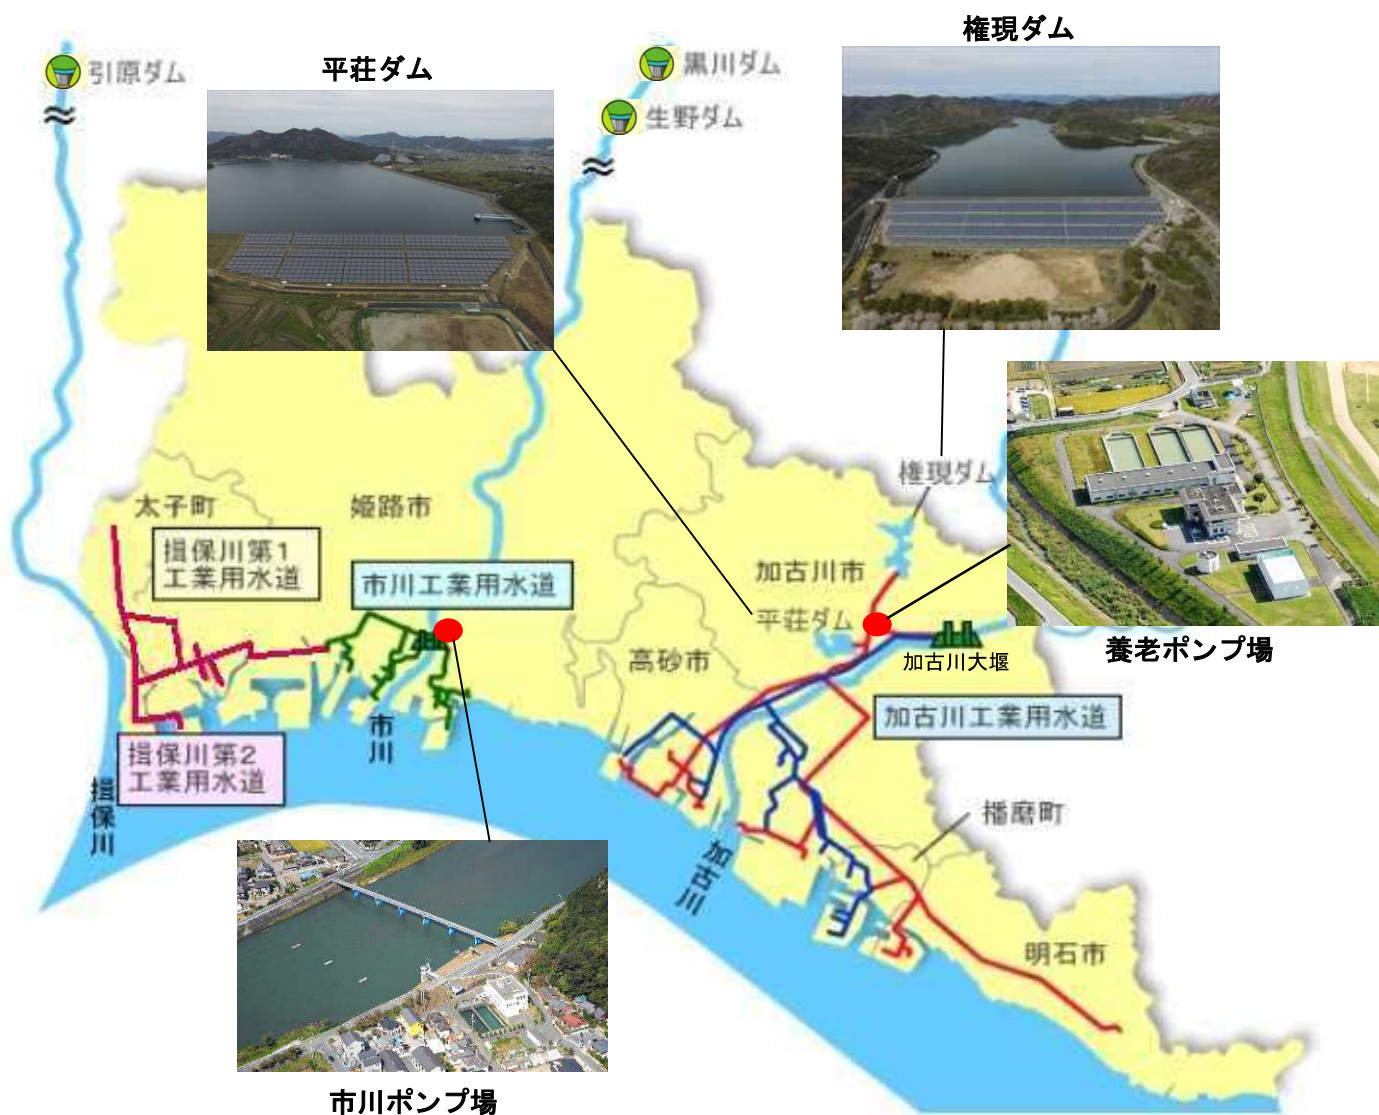 権現ダム
平荘ダム
引原ダム
黒川ダム
生野ダム
権現ダム
太子町
姫路市
揖保川第1
工業用水道
市川工業用水道
加古川市
平荘ダム
高砂市
加古川大堰
養老ポンプ場
加古川工業用水道
市川
揖保川第2
工業用水道
揖保川
播磨町
加古川
明石市
市川ポンプ場